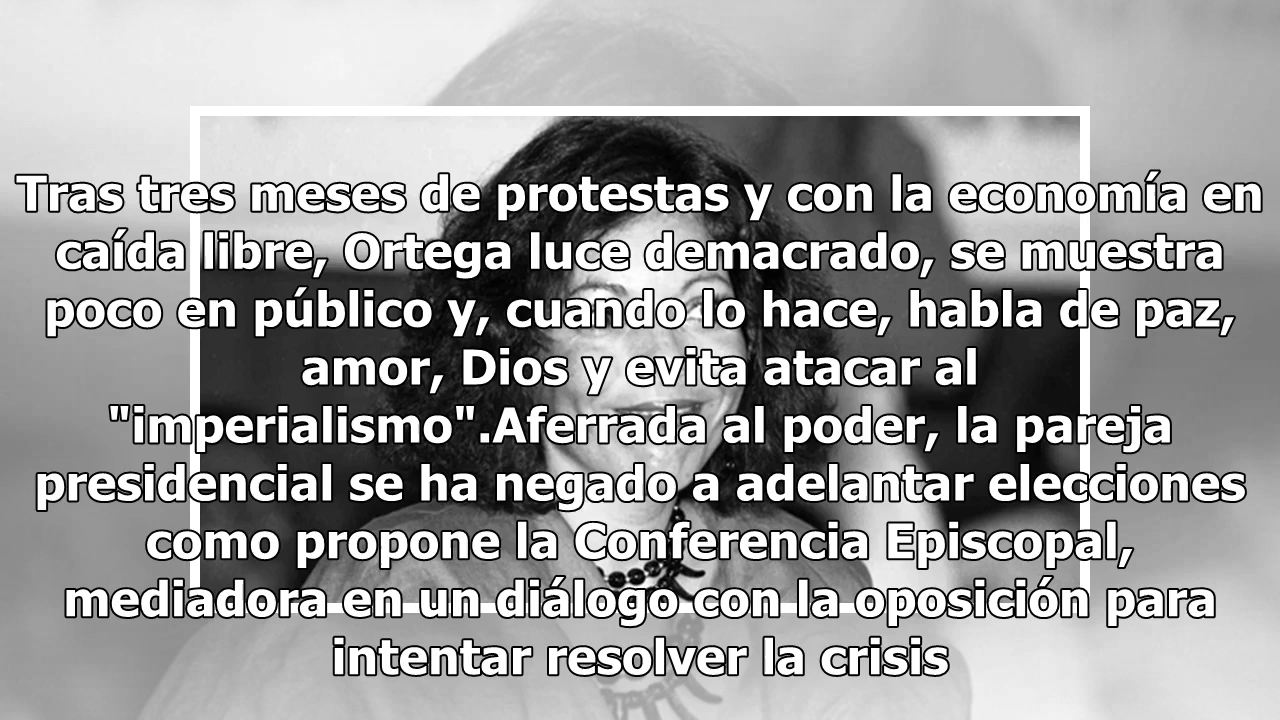 Tras tres meses de protestas y con la economía en
caída libre, Ortega luce demacrado, se muestra
poco en público y, cuando lo hace, habla de paz,
amor, Dios y evita atacar al
"imperialismo".Aferrada al poder, la pareja
presidencial se ha negado a adelantar elecciones
como propone la Conferencia Episcopal,
mediadora en un diálogo con la oposición para
intentar resolver la crisis